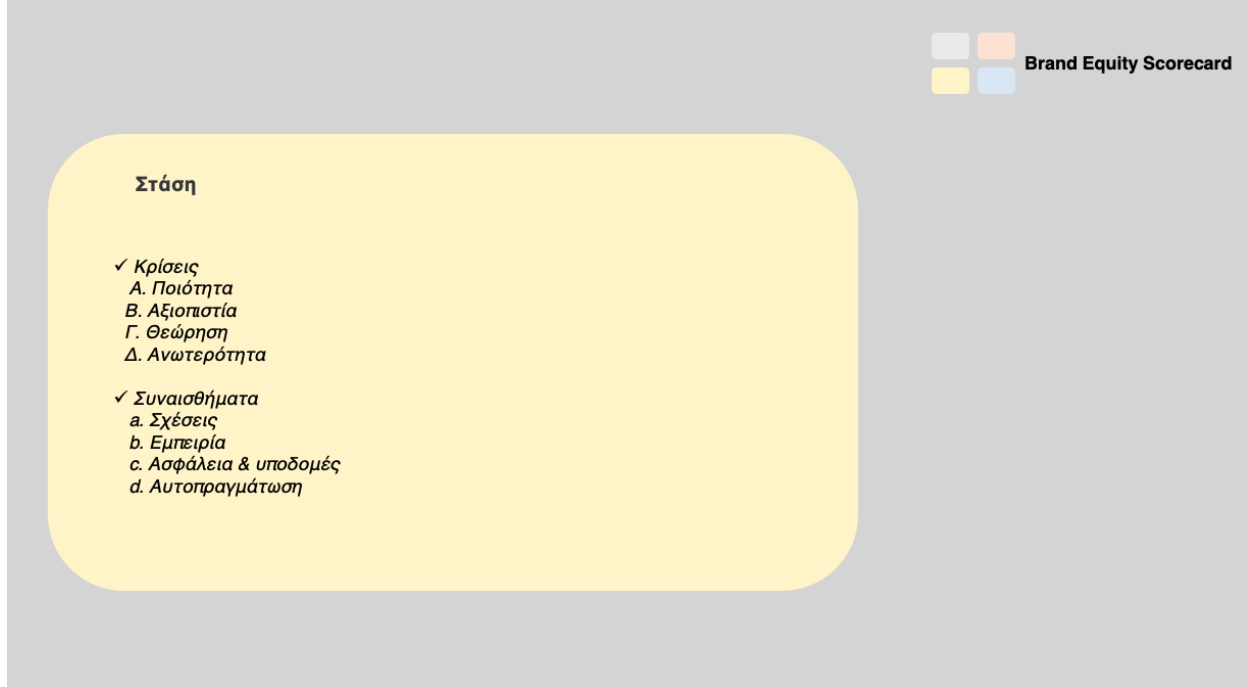 Brand Equity Scorecard
Στάση
✓ Κρίσεις
Α. Ποιότητα
Β. Αξιοπιστία
Γ. Θεώρηση
Δ. Ανωτερότητα
✓ Συναισθήματα
a. Σχέσεις
b. Εμπειρία
c. Ασφάλεια & υποδομές
d. Αυτοπραγμάτωση